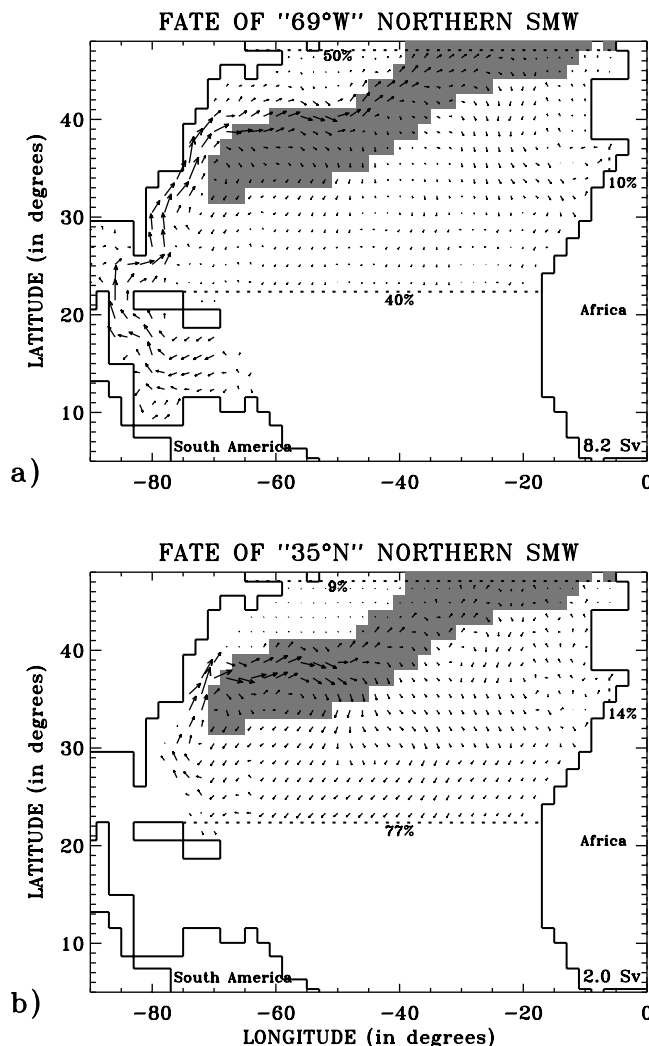 FATE OF "69°W" NORTHERN SMW
50%
40
10%
30
LATITUDE (in degrees)
40%
20
Africa
10
South America
8.2 Sv
a)
−80 −60 −40 −20 0
FATE OF "35°N" NORTHERN SMW
9%
40
14%
30
LATITUDE (in degrees)
77%
20
Africa
10
South America
2.0 Sv
b)
−80 −60 −40 −20 0
LONGITUDE (in degrees)